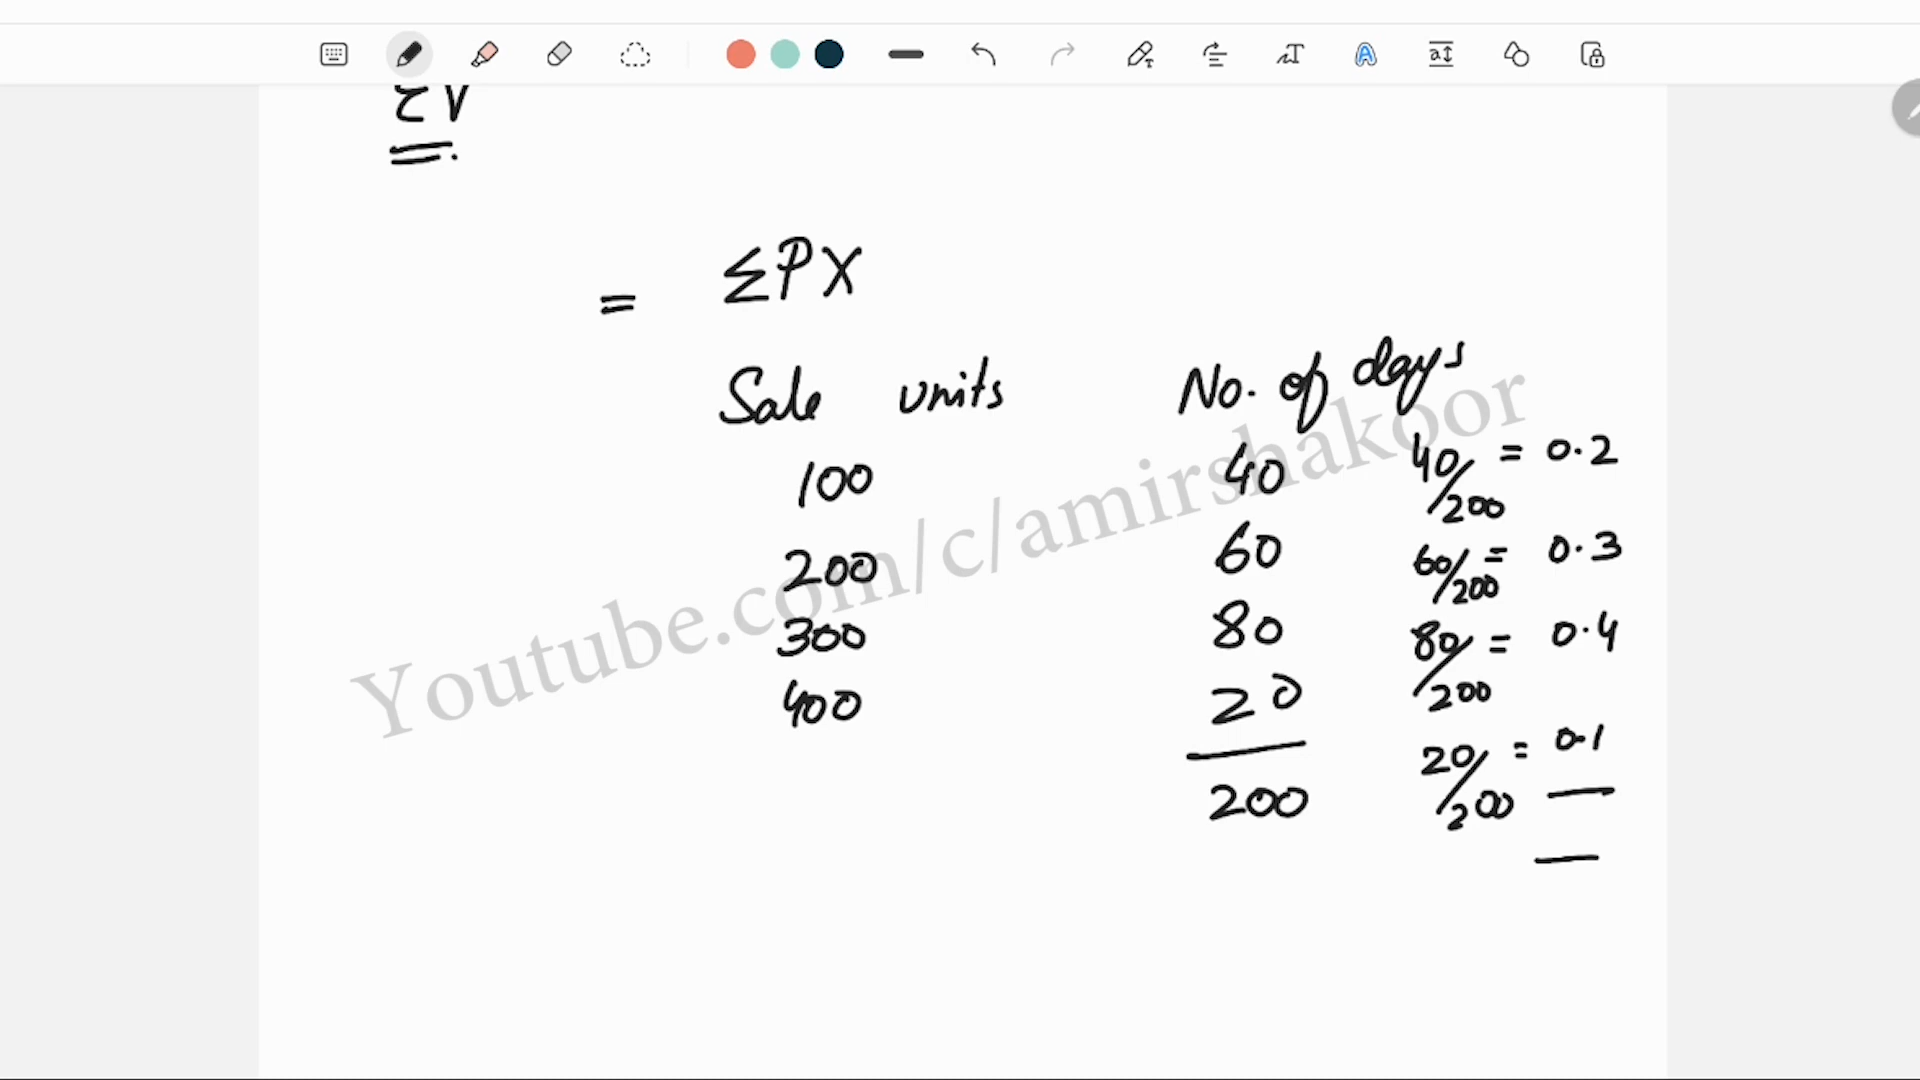 EV
= ΣPX
Sale units No. of days
100 40 40/200 = 0.2
200 60 60/200 = 0.3
300 80 80/200 = 0.4
400 20 20/200 = 0.1
200
Youtube.com/c/amirshakoor